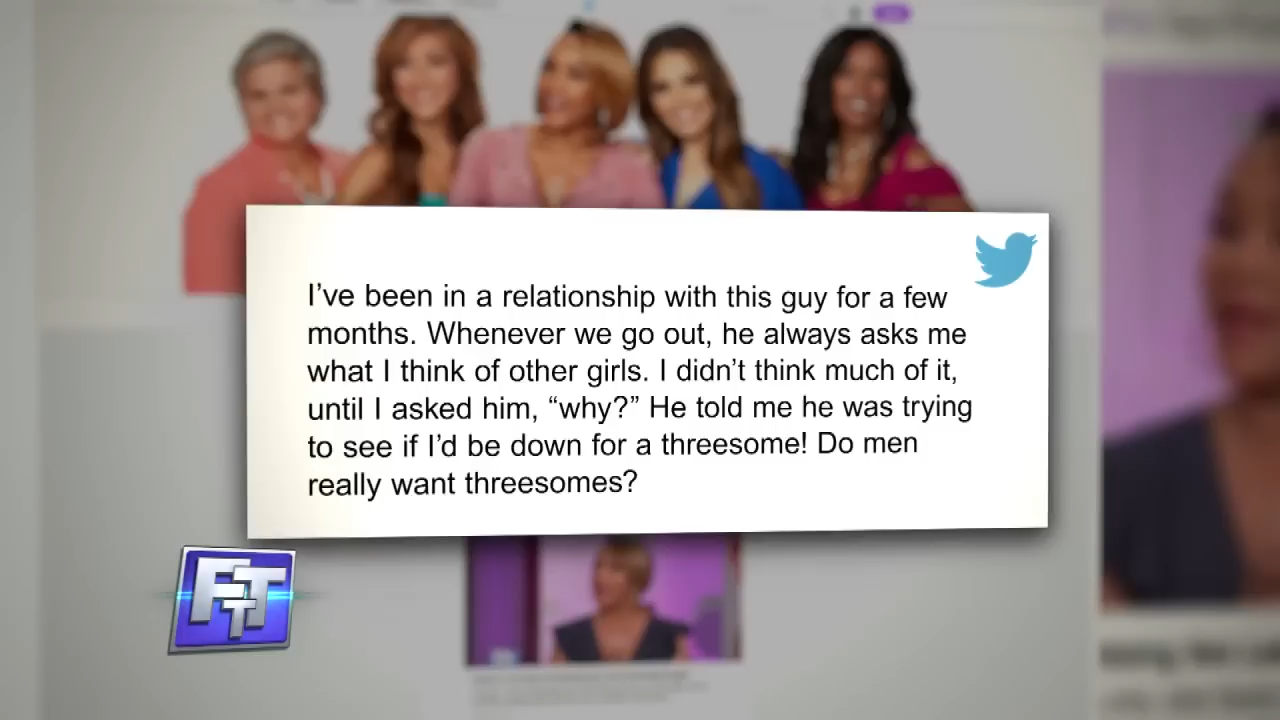 I've been in a relationship with this guy for a few
months. Whenever we go out, he always asks me
what I think of other girls. I didn't think much of it,
until I asked him, “why?” He told me he was trying
to see if I'd be down for a threesome! Do men
really want threesomes?
FTT